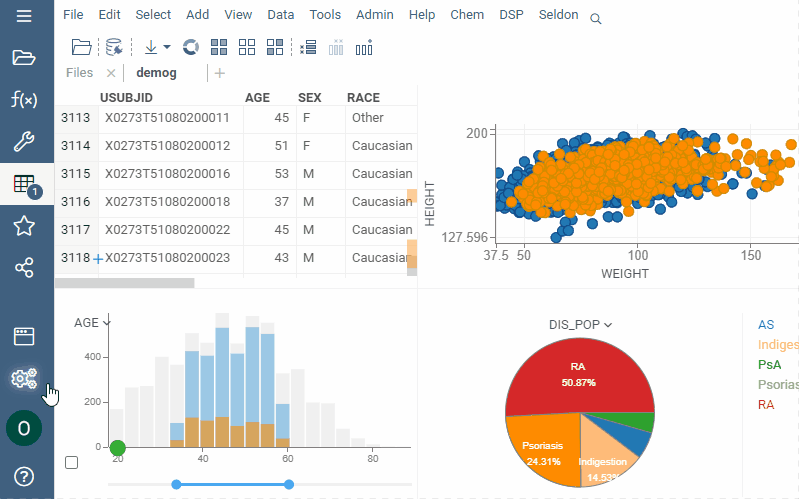 File Edit Select Add View Data Tools Admin Help Chem DSP Seldon
Files × demog +
USUBJID AGE SEX RACE
3113 X0273T51080200011 45 F Other
3114 X0273T51080200012 51 F Caucasian
3115 X0273T51080200016 53 M Caucasian
3116 X0273T51080200018 37 M Caucasian
3117 X0273T51080200022 45 M Caucasian
3118 + X0273T51080200023 43 M Caucasian
f(x)
1
O
?
200
HEIGHT
127.596
37.5 50 100 150
WEIGHT
AGE
400
200
0
20 40 60 80
DIS_POP
RA
50.87%
Psoriasis
24.31%
Indigestion
14.53%
AS
Indiges
PsA
Psorias
RA